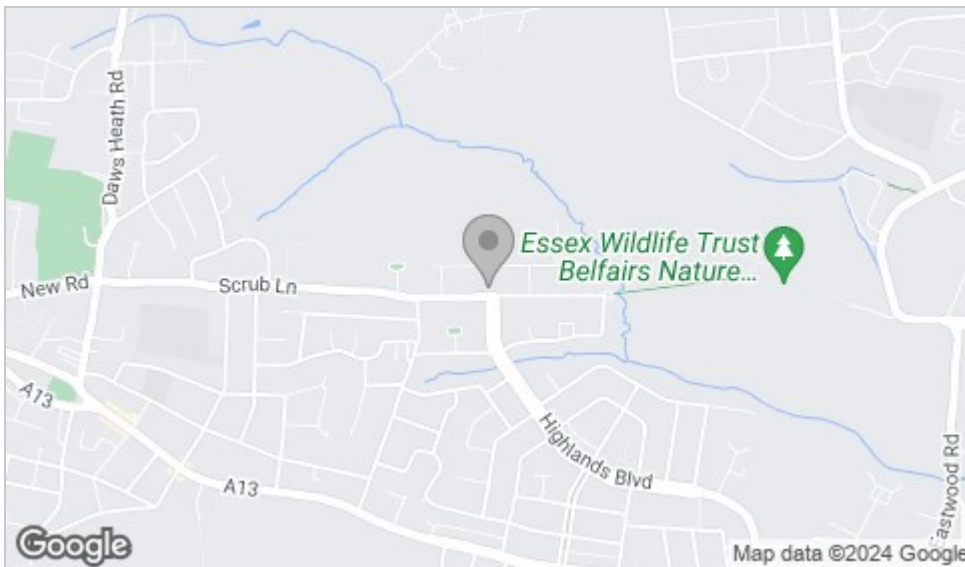 Daws Heath Rd
New Rd
Scrub Ln
Essex Wildlife Trust
Belfairs Nature...
A13
A13
Highlands Blvd
Eastwood Rd
Google
Map data ©2024 Google